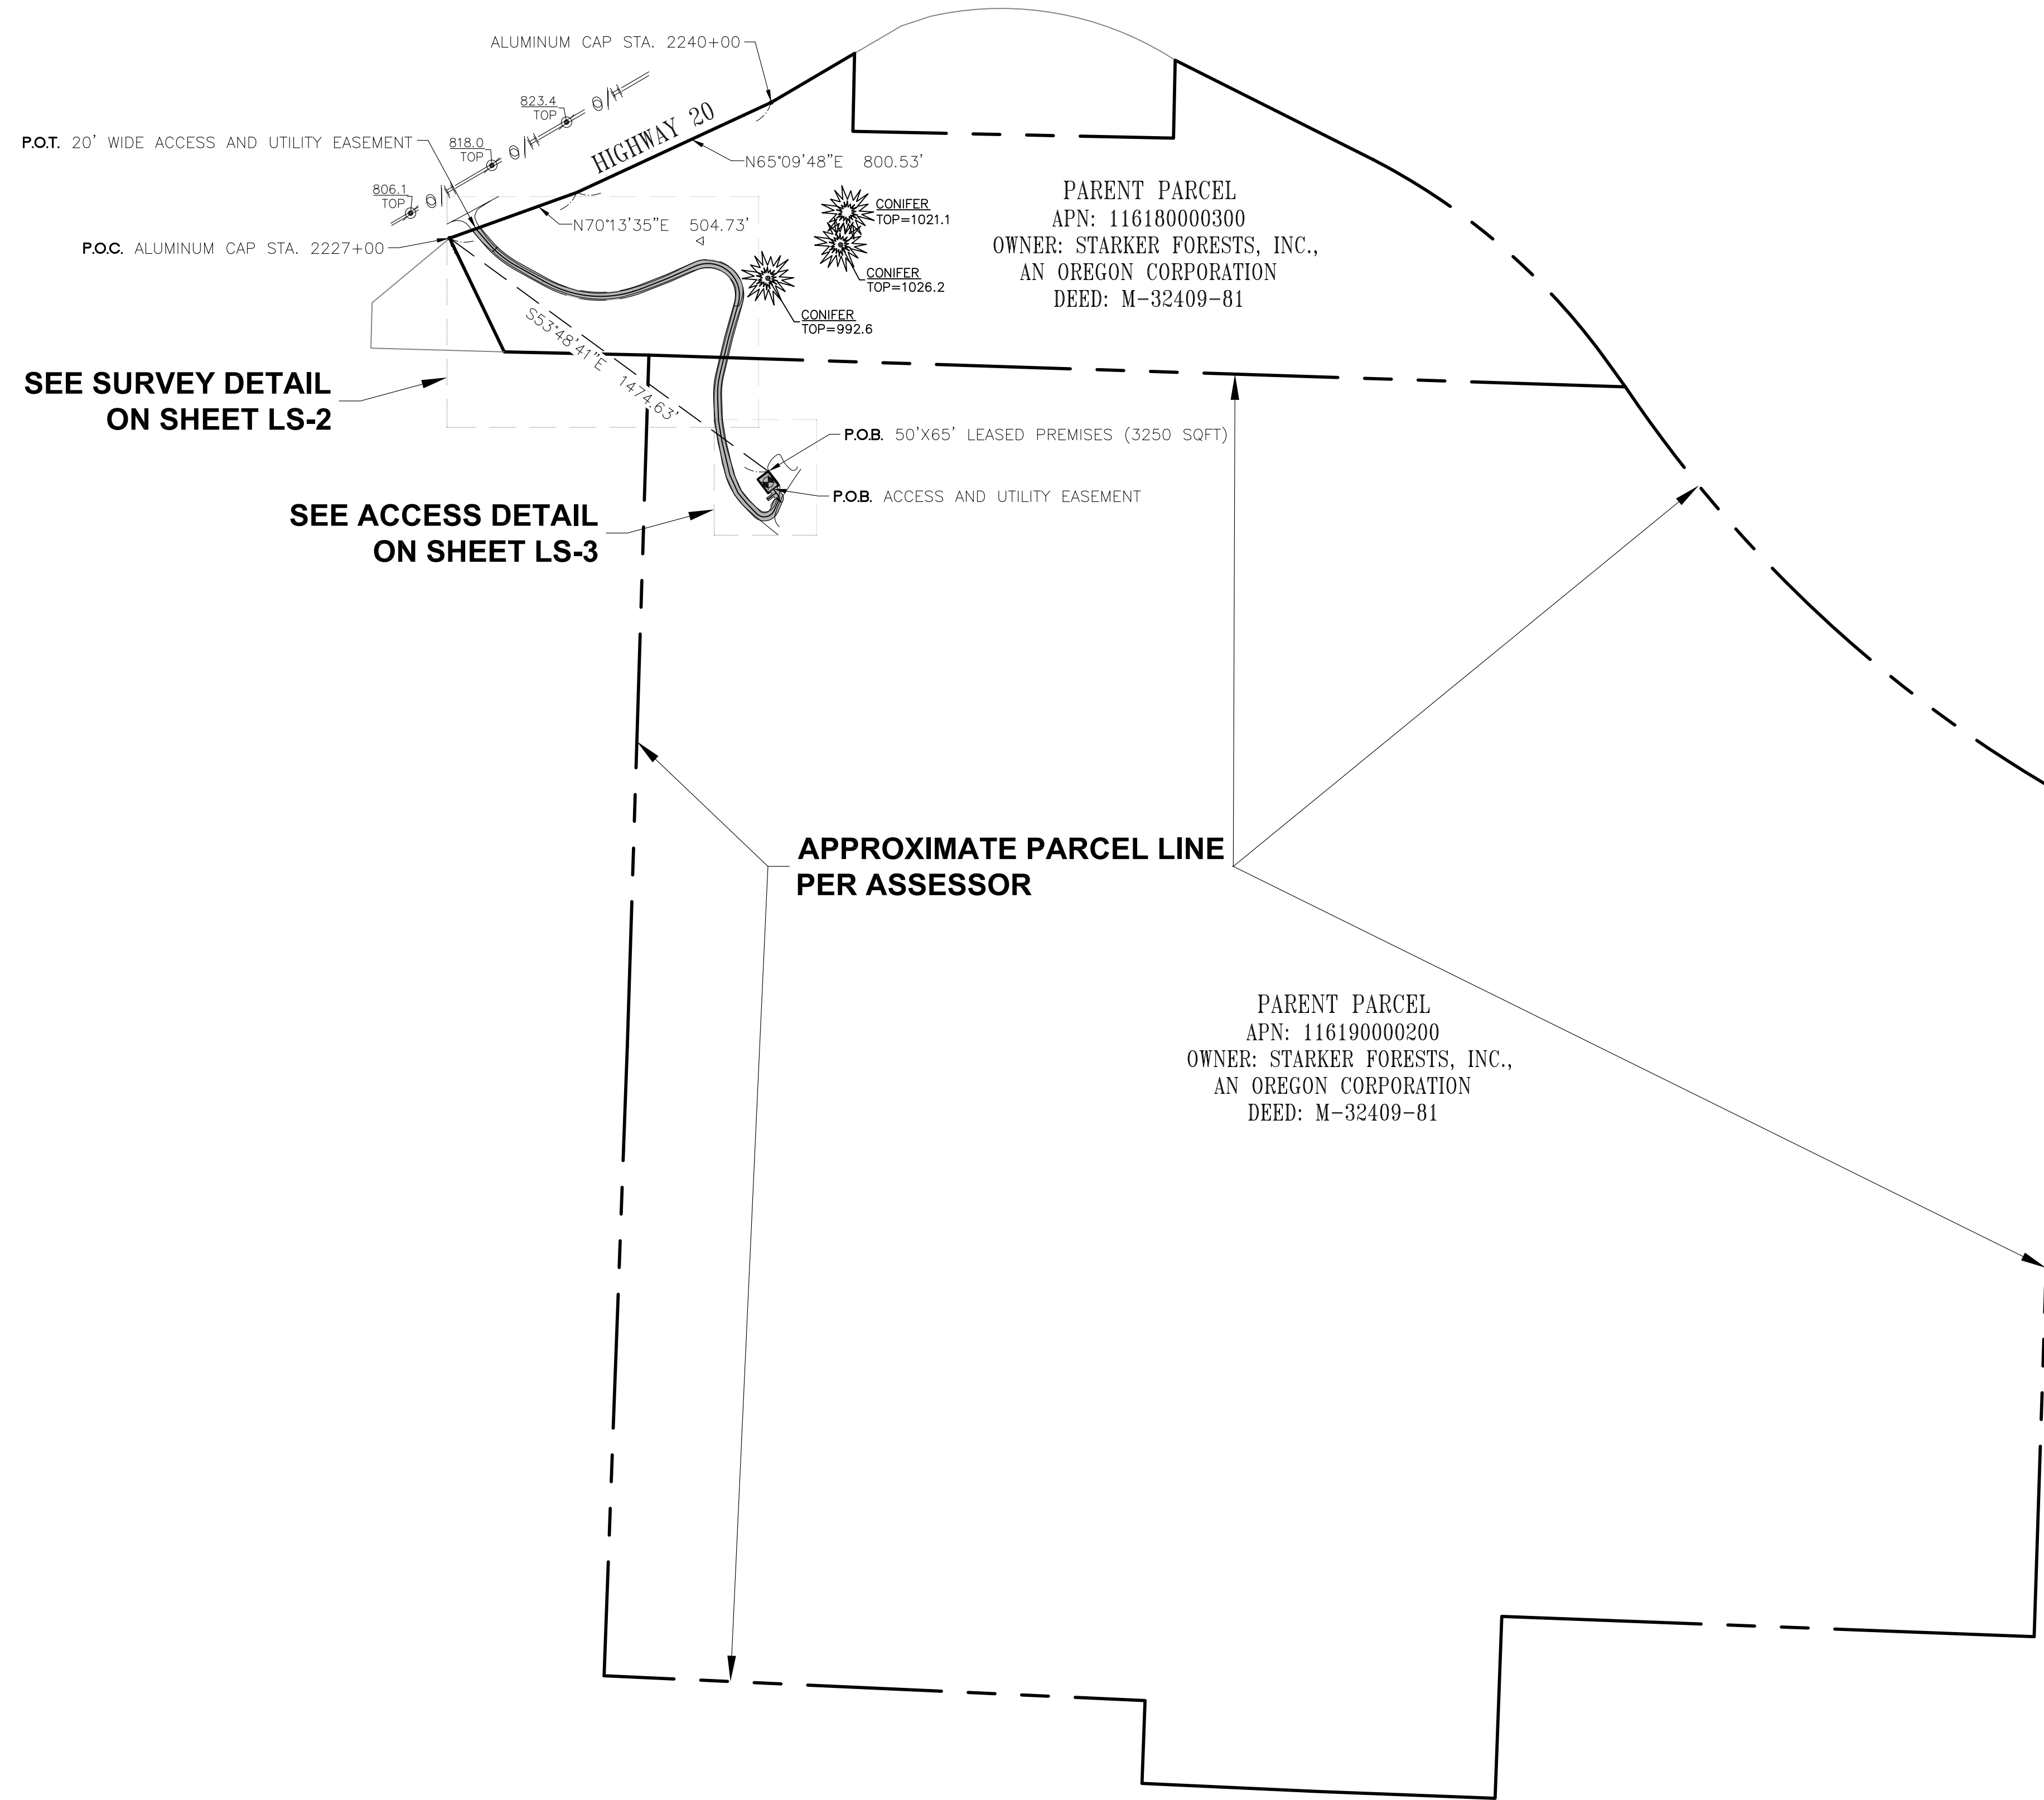 ALUMINUM CAP STA. 2240+00
823.4
TOP
O/H
P.O.T. 20' WIDE ACCESS AND UTILITY EASEMENT
818.0
TOP
O/H
HIGHWAY 20
N65°09'48"E 800.53'
806.1
TOP
O/H
CONIFER
TOP=1021.1
PARENT PARCEL
APN: 116180000300
OWNER: STARKER FORESTS, INC.,
AN OREGON CORPORATION
DEED: M-32409-81
N70°13'35"E 504.73'
P.O.C. ALUMINUM CAP STA. 2227+00
CONIFER
TOP=1026.2
CONIFER
TOP=992.6
S53°48'41"E 1474.63'
SEE SURVEY DETAIL
ON SHEET LS-2
P.O.B. 50'X65' LEASED PREMISES (3250 SQFT)
P.O.B. ACCESS AND UTILITY EASEMENT
SEE ACCESS DETAIL
ON SHEET LS-3
APPROXIMATE PARCEL LINE
PER ASSESSOR
PARENT PARCEL
APN: 116190000200
OWNER: STARKER FORESTS, INC.,
AN OREGON CORPORATION
DEED: M-32409-81